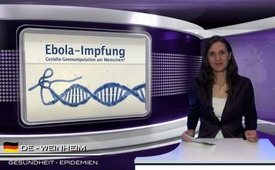 Ebola-Impfung
Gezielte Genmanipulation am Menschen?
DE - WEINHEIM
GESUNDHEIT - EPIDEMIEN